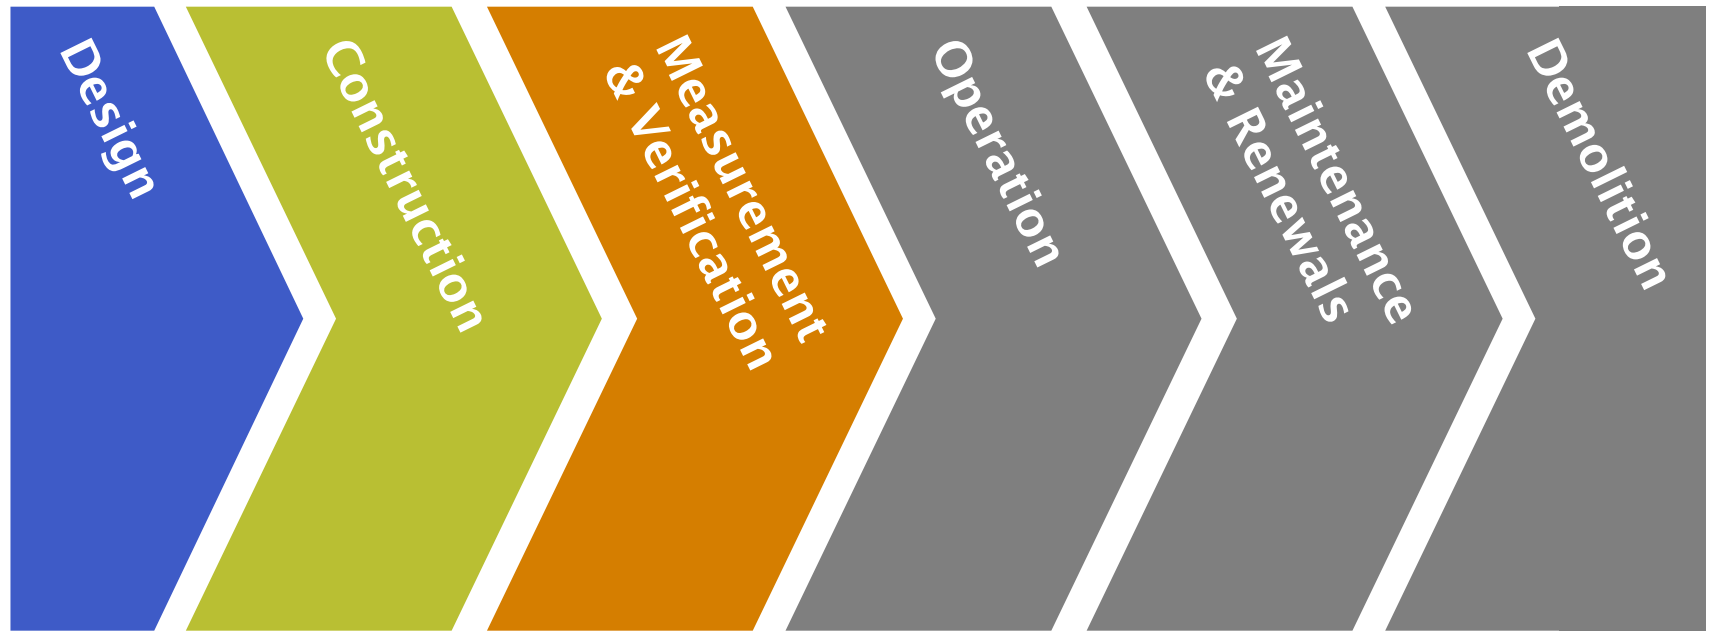 Design
Construction
Measurement
& Verification
Operation
Maintenance
& Renewals
Demolition